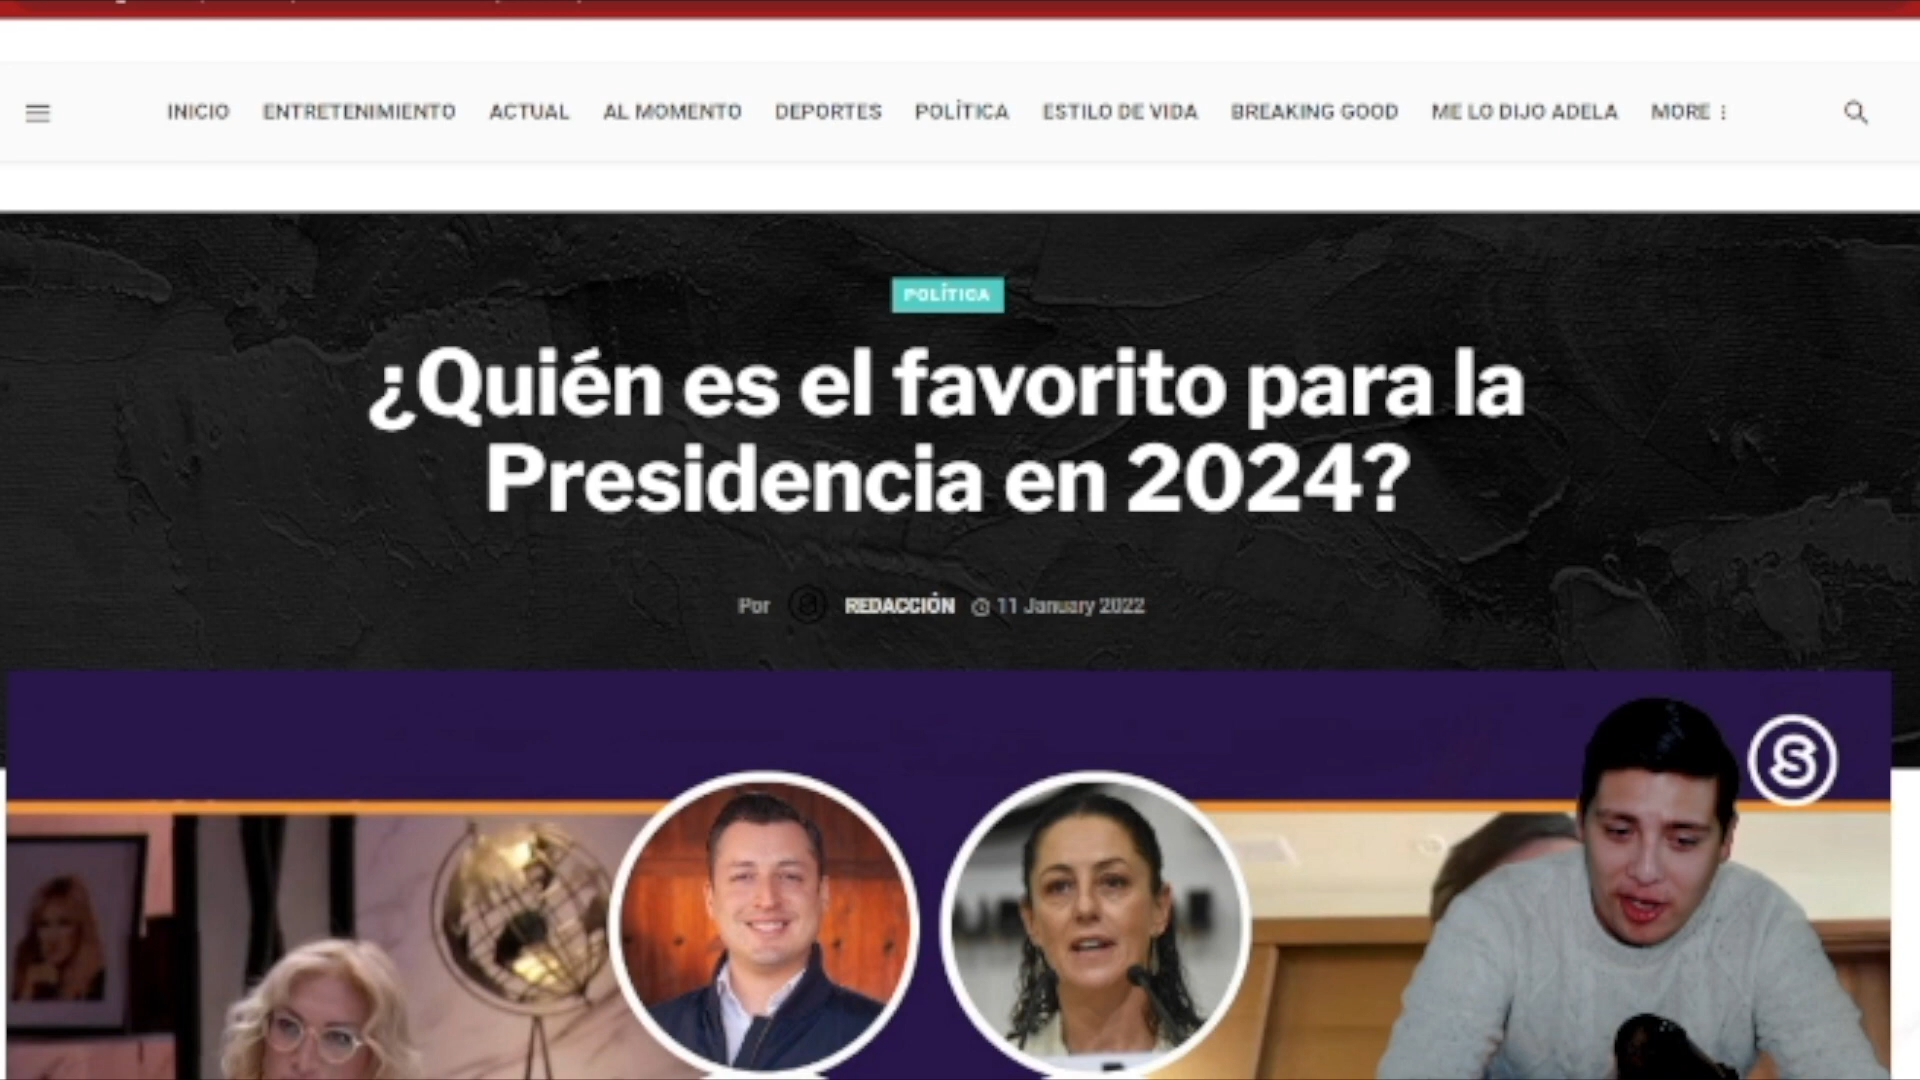 INICIO ENTRETENIMIENTO ACTUAL AL MOMENTO DEPORTES POLÍTICA ESTILO DE VIDA BREAKING GOOD ME LO DIJO ADELA MORE
POLÍTICA
¿Quién es el favorito para la
Presidencia en 2024?
Por REDACCIÓN 11 January 2022
S